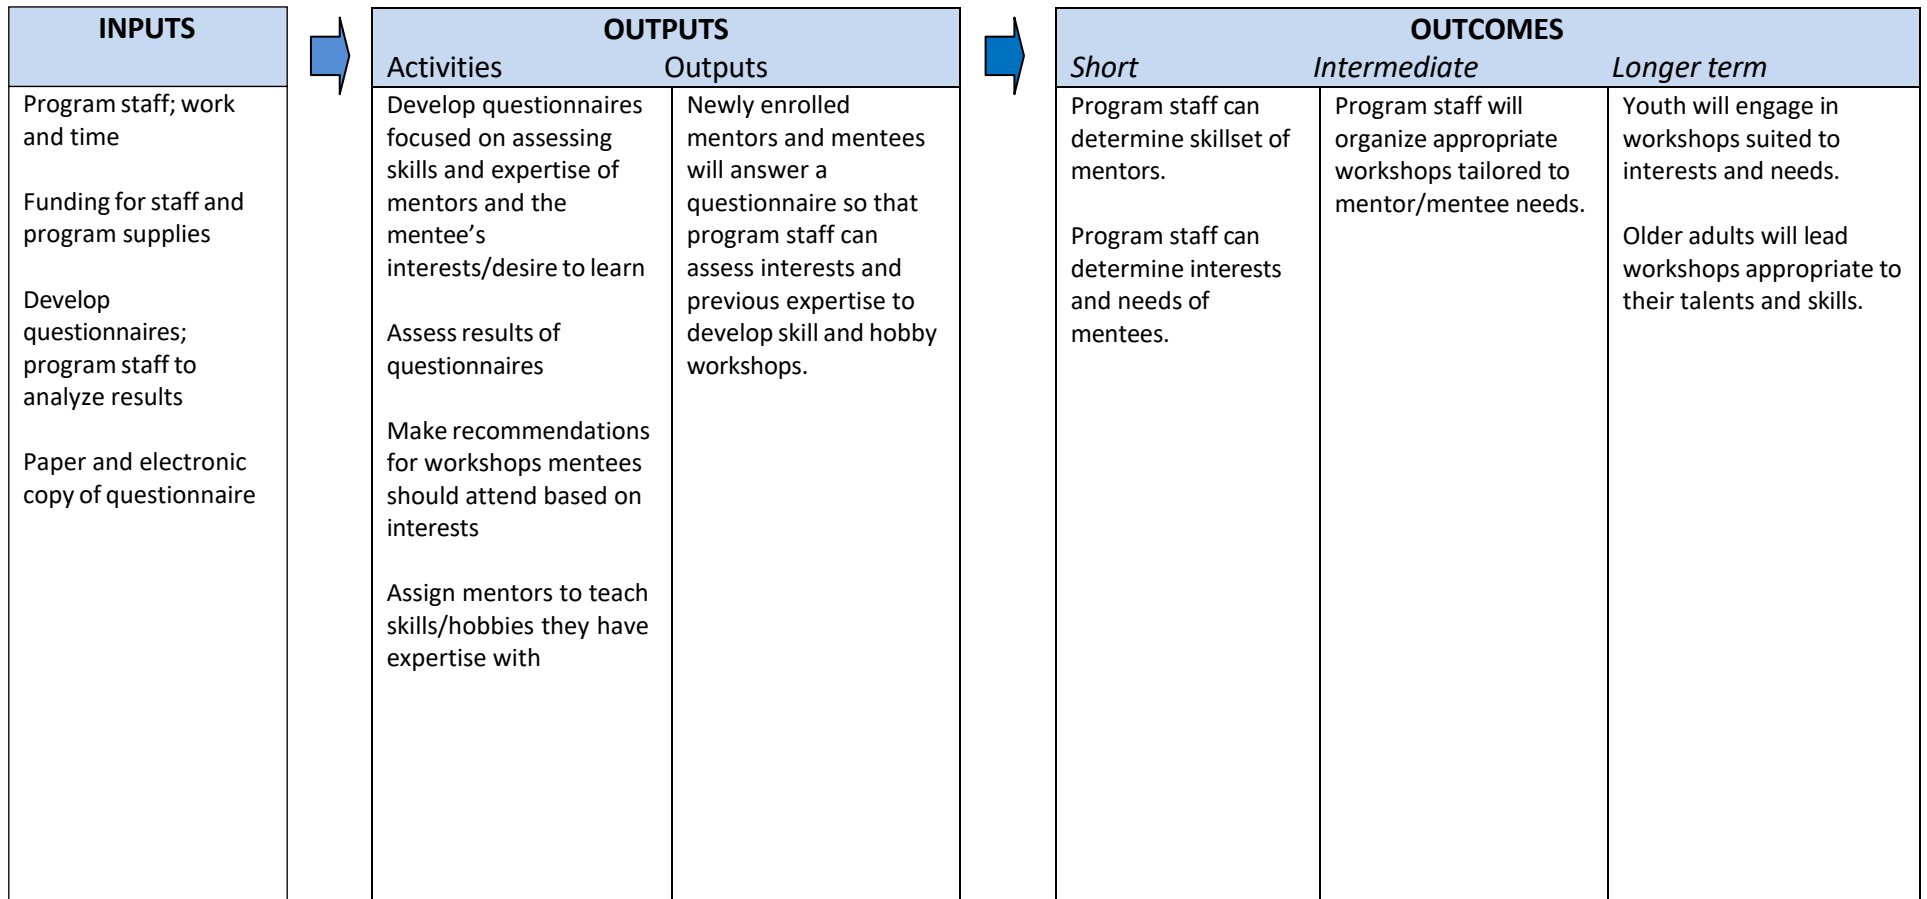 INPUTS
Program staff; work
and time
Funding for staff and
program supplies
Develop
questionnaires;
program staff to
analyze results
Paper and electronic
copy of questionnaire
OUTPUTS
Activities
Develop questionnaires
focused on assessing
skills and expertise of
mentors and the
mentee’s
interests/desire to learn
Assess results of
questionnaires
Make recommendations
for workshops mentees
should attend based on
interests
Assign mentors to teach
skills/hobbies they have
expertise with
Outputs
Newly enrolled
mentors and mentees
will answer a
questionnaire so that
program staff can
assess interests and
previous expertise to
develop skill and hobby
workshops.
OUTCOMES
Short
Program staff can
determine skillset of
mentors.
Program staff can
determine interests
and needs of
mentees.
Intermediate
Program staff will
organize appropriate
workshops tailored to
mentor/mentee needs.
Longer term
Youth will engage in
workshops suited to
interests and needs.
Older adults will lead
workshops appropriate to
their talents and skills.